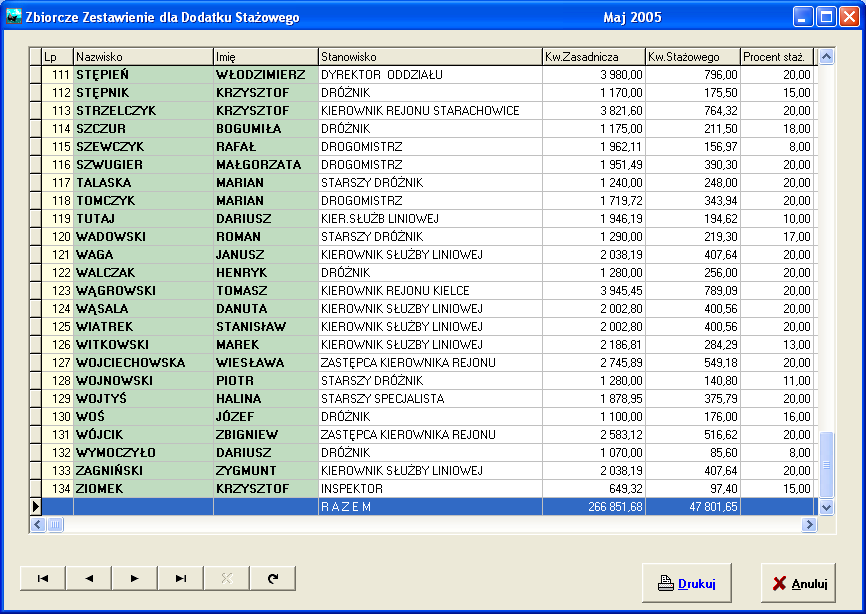 Zbiorcze Zestawienie dla Dodatku Stażowego Maj 2005
Lp Nazwisko Imię Stanowisko Kw.Zasadnicza Kw.Stażowego Procent staż.
111 STĘPIEŃ WŁODZIMIERZ DYREKTOR ODDZIAŁU 3 980,00 796,00 20,00
112 STĘPNIK KRZYSZTOF DRÓŻNIK 1 170,00 175,50 15,00
113 STRZELCZYK KRZYSZTOF KIEROWNIK REJONU STARACHOWICE 3 821,60 764,32 20,00
114 SZCZUR BOGUMIŁA DRÓŻNIK 1 175,00 211,50 18,00
115 SZEWCZYK RAFAŁ DROGOMISTRZ 1 962,11 156,97 8,00
116 SZWUGIER MAŁGORZATA DROGOMISTRZ 1 951,49 390,30 20,00
117 TALASKA MARIAN STARSZY DRÓŻNIK 1 240,00 248,00 20,00
118 TOMCZYK MARIAN DROGOMISTRZ 1 719,72 343,94 20,00
119 TUTAJ DARIUSZ KIER.SŁUŻB LINIOWEJ 1 946,19 194,62 10,00
120 WADOWSKI ROMAN STARSZY DRÓŻNIK 1 290,00 219,30 17,00
121 WAGA JANUSZ KIEROWNIK SŁUŻBY LINIOWEJ 2 038,19 407,64 20,00
122 WALCZAK HENRYK DRÓŻNIK 1 280,00 256,00 20,00
123 WĄGROWSKI TOMASZ KIEROWNIK REJONU KIELCE 3 945,45 789,09 20,00
124 WĄSALA DANUTA KIEROWNIK SŁUŻBY LINIOWEJ 2 002,80 400,56 20,00
125 WIATREK STANISŁAW KIEROWNIK SŁUŻBY LINIOWEJ 2 002,80 400,56 20,00
126 WITKOWSKI MAREK KIEROWNIK SŁUŻBY LINIOWEJ 2 186,81 284,29 13,00
127 WOJCIECHOWSKA WIESŁAWA ZASTĘPCA KIEROWNIKA REJONU 2 745,89 549,18 20,00
128 WOJNOWSKI PIOTR STARSZY DRÓŻNIK 1 280,00 140,80 11,00
129 WOJTYŚ HALINA STARSZY SPECJALISTA 1 878,95 375,79 20,00
130 WOŚ JÓZEF DRÓŻNIK 1 100,00 176,00 16,00
131 WÓJCIK ZBIGNIEW ZASTĘPCA KIEROWNIKA REJONU 2 583,12 516,62 20,00
132 WYMOCZYŁO DARIUSZ DRÓŻNIK 1 070,00 85,60 8,00
133 ZAGNIŃSKI ZYGMUNT KIEROWNIK SŁUŻBY LINIOWEJ 2 038,19 407,64 20,00
134 ZIOMEK KRZYSZTOF INSPEKTOR 649,32 97,40 15,00
R A Z E M 266 851,68 47 801,65
Drukuj Anuluj